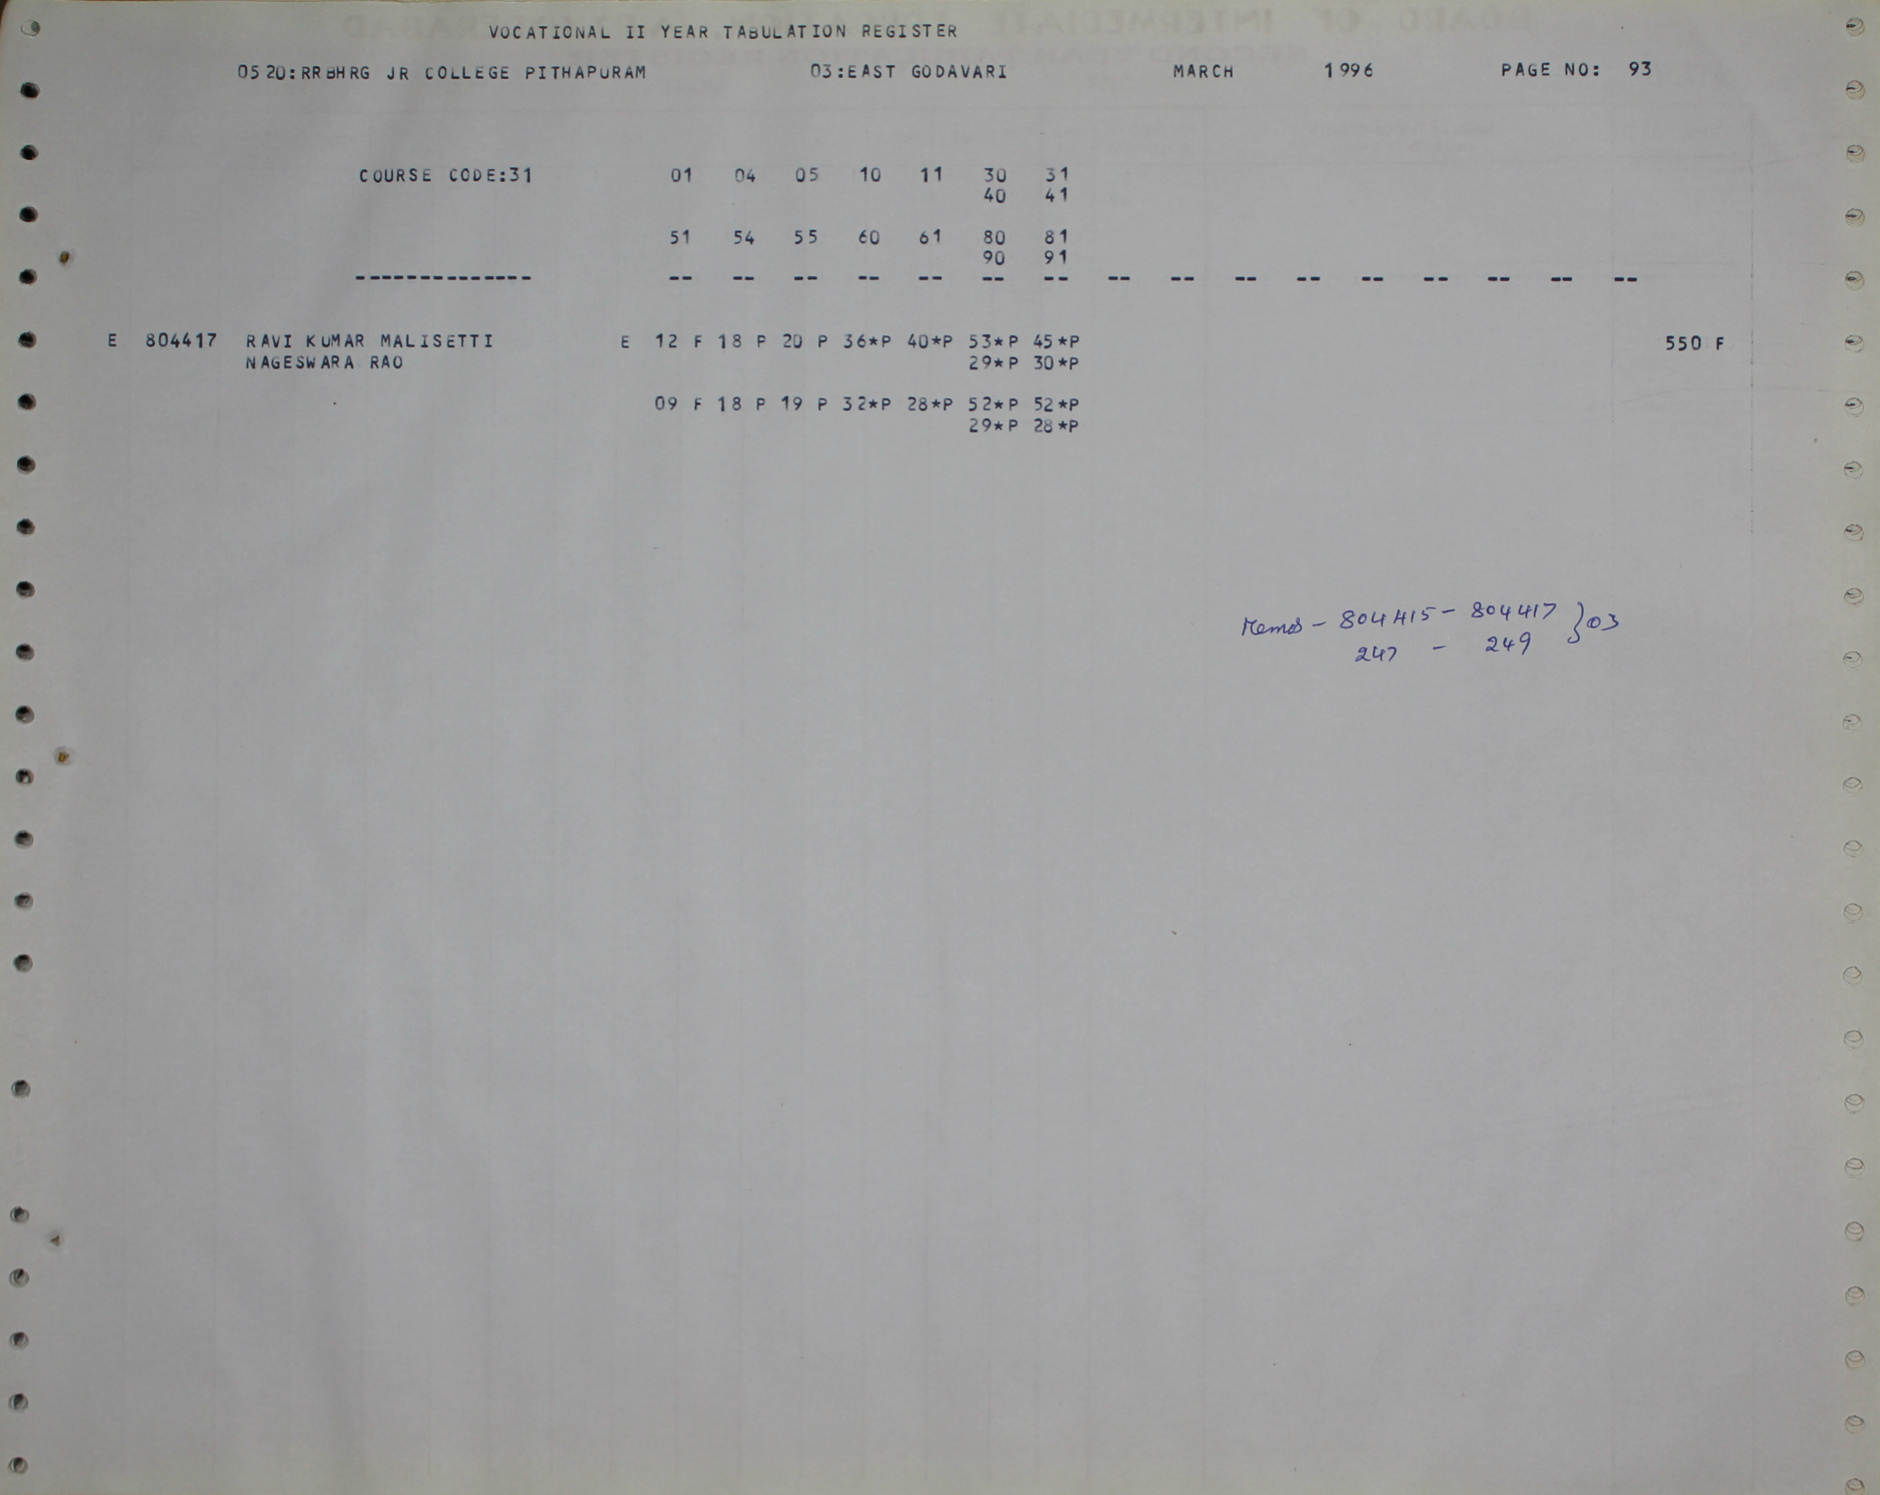 VOCATIONAL II YEAR TABULATION REGISTER
0520:RRBHRG JR COLLEGE PITHAPURAM 03:EAST GODAVARI MARCH 1996 PAGE NO: 93
COURSE CODE:31 01 04 05 10 11 30 31
40 41
51 54 55 60 61 80 81
90 91
-------------- -- -- -- -- -- -- -- -- -- -- -- -- -- -- -- --
E 804417 RAVI KUMAR MALISETTI E 12 F 18 P 20 P 36*P 40*P 53*P 45*P 550 F
NAGESWARA RAO 29*P 30*P
09 F 18 P 19 P 32*P 28*P 52*P 52*P
29*P 28*P
Memos - 804415 - 804417 } 03
247 - 249